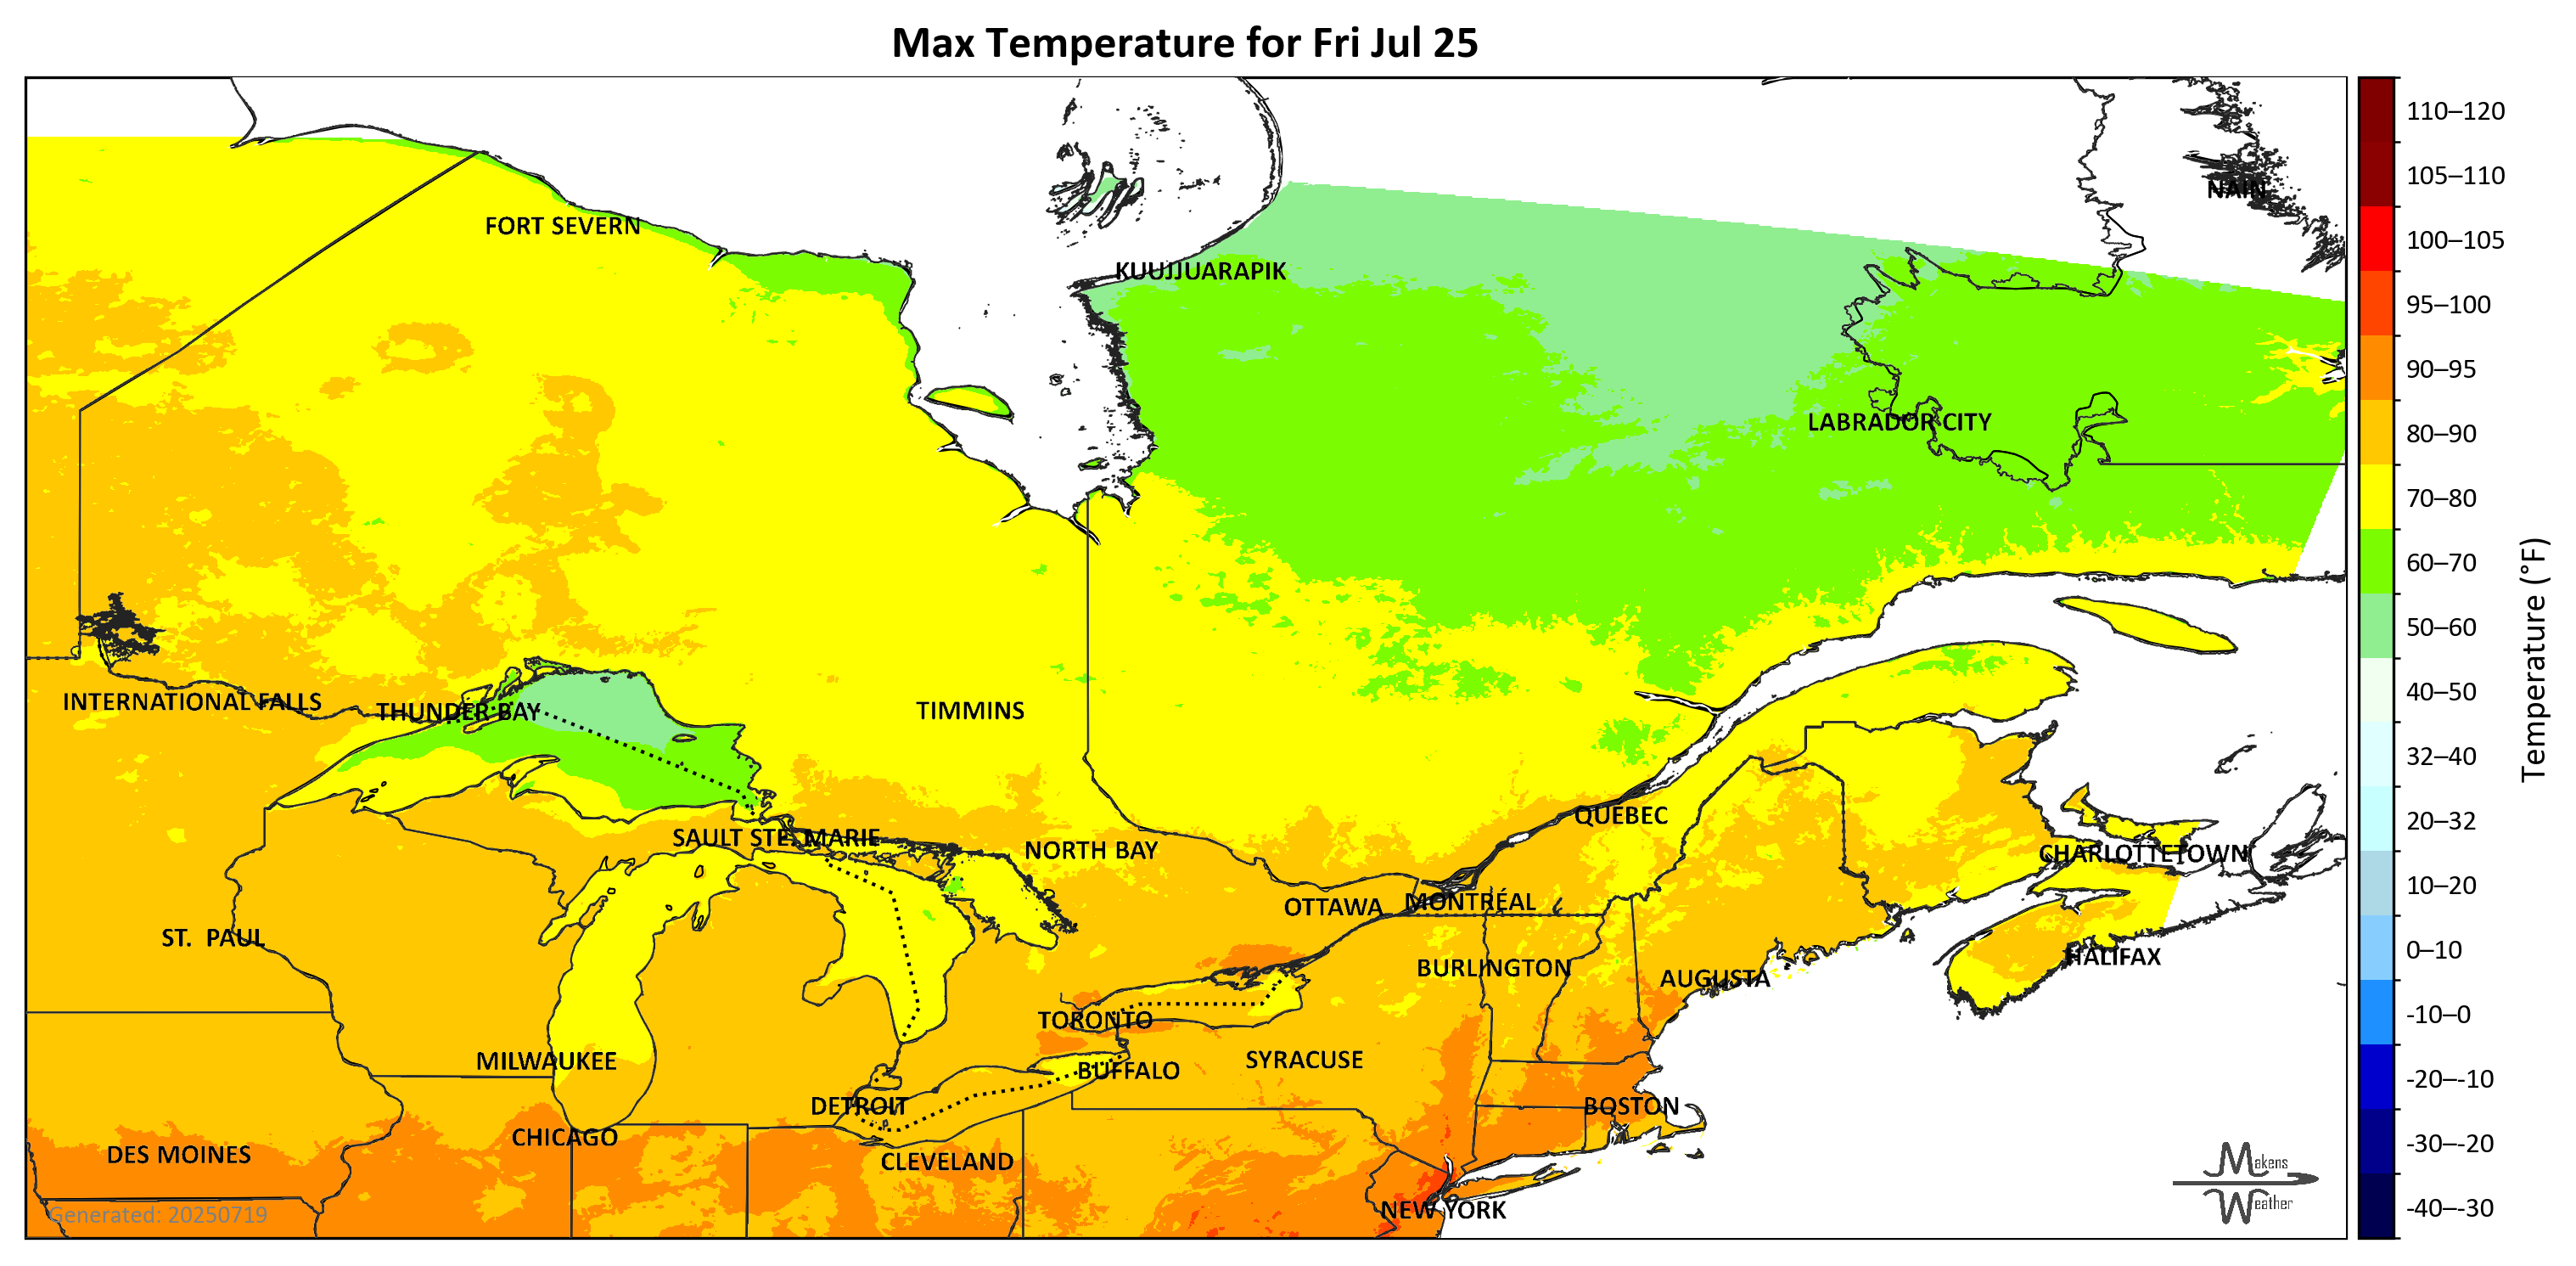 Max Temperature for Fri Jul 25
NAIN
FORT SEVERN
KUUJJUARAPIK
LABRADOR CITY
INTERNATIONAL FALLS
THUNDER BAY
TIMMINS
QUEBEC
SAULT STE. MARIE
NORTH BAY
CHARLOTTETOWN
OTTAWA
MONTRÉAL
ST. PAUL
HALIFAX
BURLINGTON
AUGUSTA
TORONTO
MILWAUKEE
SYRACUSE
BUFFALO
DETROIT
BOSTON
CHICAGO
DES MOINES
CLEVELAND
NEW YORK
Generated: 20250719
Makens
Weather
110–120
105–110
100–105
95–100
90–95
80–90
70–80
60–70
50–60
40–50
32–40
20–32
10–20
0–10
-10–0
-20–-10
-30–-20
-40–-30
Temperature (°F)